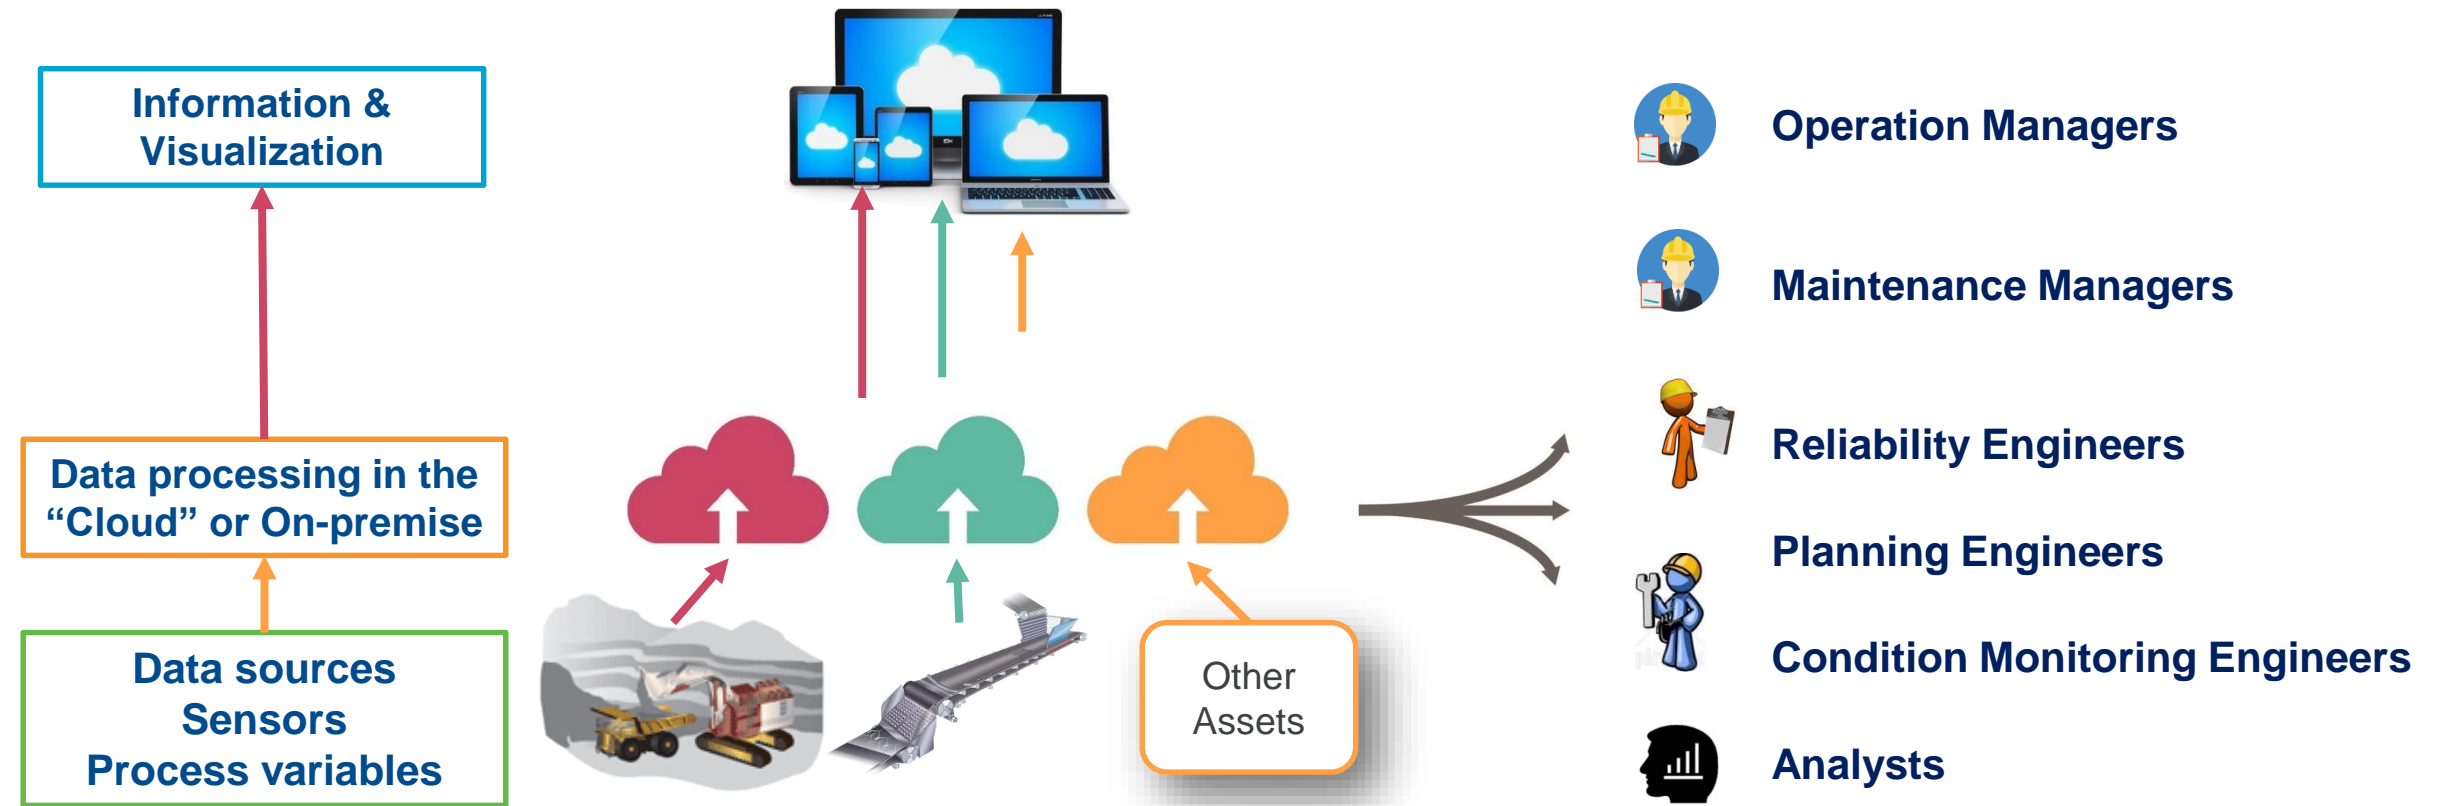 Information &
Visualization
Data processing in the
“Cloud” or On-premise
Data sources
Sensors
Process variables
Other
Assets
Operation Managers
Maintenance Managers
Reliability Engineers
Planning Engineers
Condition Monitoring Engineers
Analysts